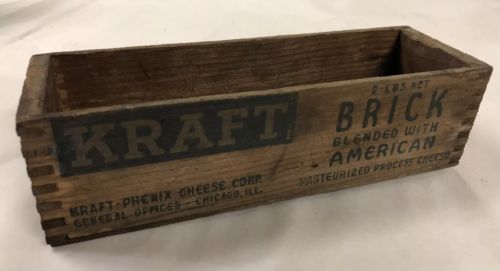 KRAFT
KRAFT-PHENIX CHEESE CORP.
GENERAL OFFICES - CHICAGO, ILL.
2-LBS NET
BRICK
BLENDED WITH
AMERICAN
PASTEURIZED PROCESS CHEESE